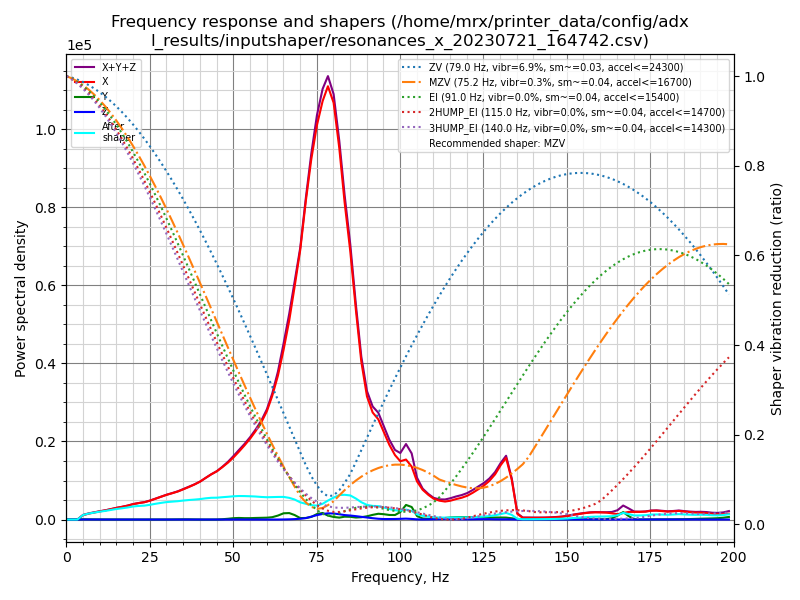 Frequency response and shapers (/home/mrx/printer_data/config/adx
l_results/inputshaper/resonances_x_20230721_164742.csv)
1e5
X+Y+Z
X
Y
After
shaper
ZV (79.0 Hz, vibr=6.9%, sm~=0.03, accel<=24300)
MZV (75.2 Hz, vibr=0.3%, sm~=0.04, accel<=16700)
EI (91.0 Hz, vibr=0.0%, sm~=0.04, accel<=15400)
2HUMP_EI (115.0 Hz, vibr=0.0%, sm~=0.04, accel<=14700)
3HUMP_EI (140.0 Hz, vibr=0.0%, sm~=0.04, accel<=14300)
Recommended shaper: MZV
1.0
0.8
0.6
0.4
0.2
0.0
Power spectral density
1.0
0.8
0.6
0.4
0.2
0.0
Shaper vibration reduction (ratio)
0 25 50 75 100 125 150 175 200
Frequency, Hz